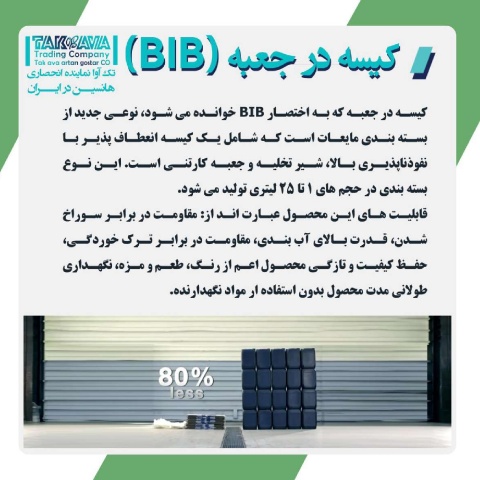 کیسه در جعبه (BIB)
TAKAAVA
Trading Company
Tak ava artan gostar CO
تک آوا نماینده انحصاری
هانسین در ایران
کیسه در جعبه که به اختصار BIB خوانده می شود، نوعی جدید از
بسته بندی مایعات است که شامل یک کیسه انعطاف پذیر با
نفوذناپذیری بالا، شیر تخلیه و جعبه کارتنی است. این نوع
بسته بندی در حجم های ۱ تا ۲۵ لیتری تولید می شود.
قابلیت های این محصول عبارت اند از: مقاومت در برابر سوراخ
شدن، قدرت بالای آب بندی، مقاومت در برابر ترک خوردگی،
حفظ کیفیت و تازگی محصول اعم از رنگ، طعم و مزه، نگهداری
طولانی مدت محصول بدون استفاده از مواد نگهدارنده.
80%
less